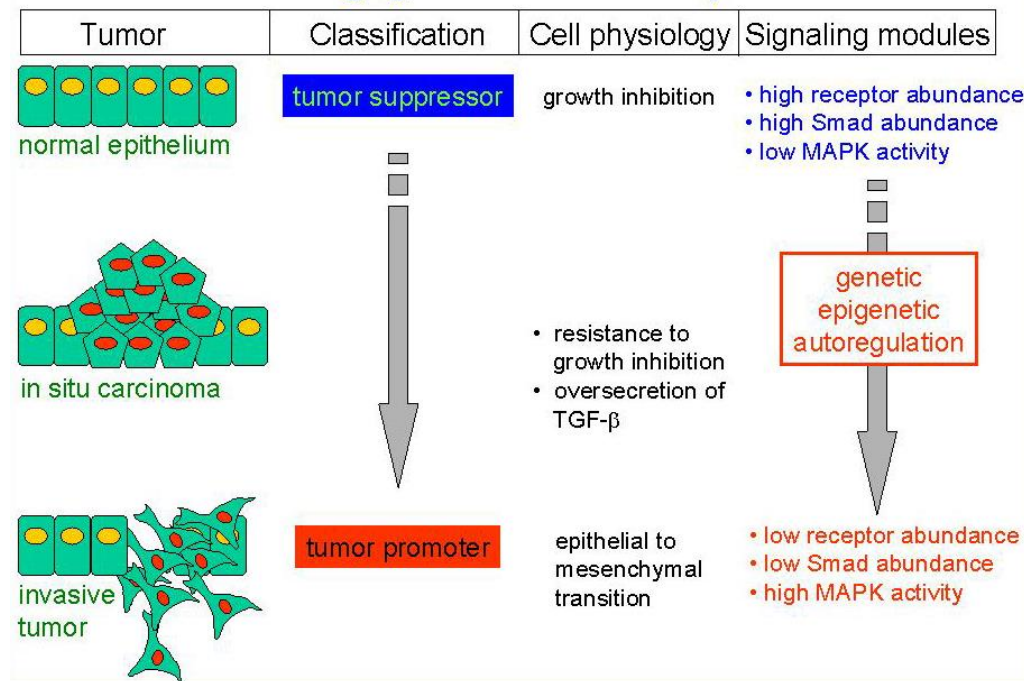 Tumor Classification Cell physiology Signaling modules
normal epithelium
tumor suppressor
growth inhibition
• high receptor abundance
• high Smad abundance
• low MAPK activity
in situ carcinoma
• resistance to
growth inhibition
• oversecretion of
TGF-β
genetic
epigenetic
autoregulation
invasive
tumor
tumor promoter
epithelial to
mesenchymal
transition
• low receptor abundance
• low Smad abundance
• high MAPK activity